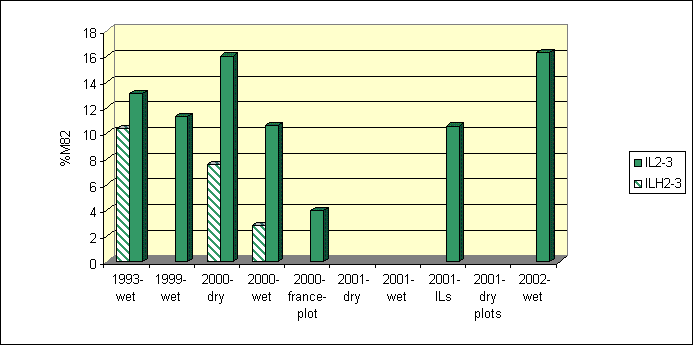 18
16
14
12
10
8
6
4
2
0
%M82
1993-
wet
1999-
wet
2000-
dry
2000-
wet
2000-
france-
plot
2001-
dry
2001-
wet
2001-
ILs
2001-
dry
plots
2002-
wet
IL2-3
ILH2-3